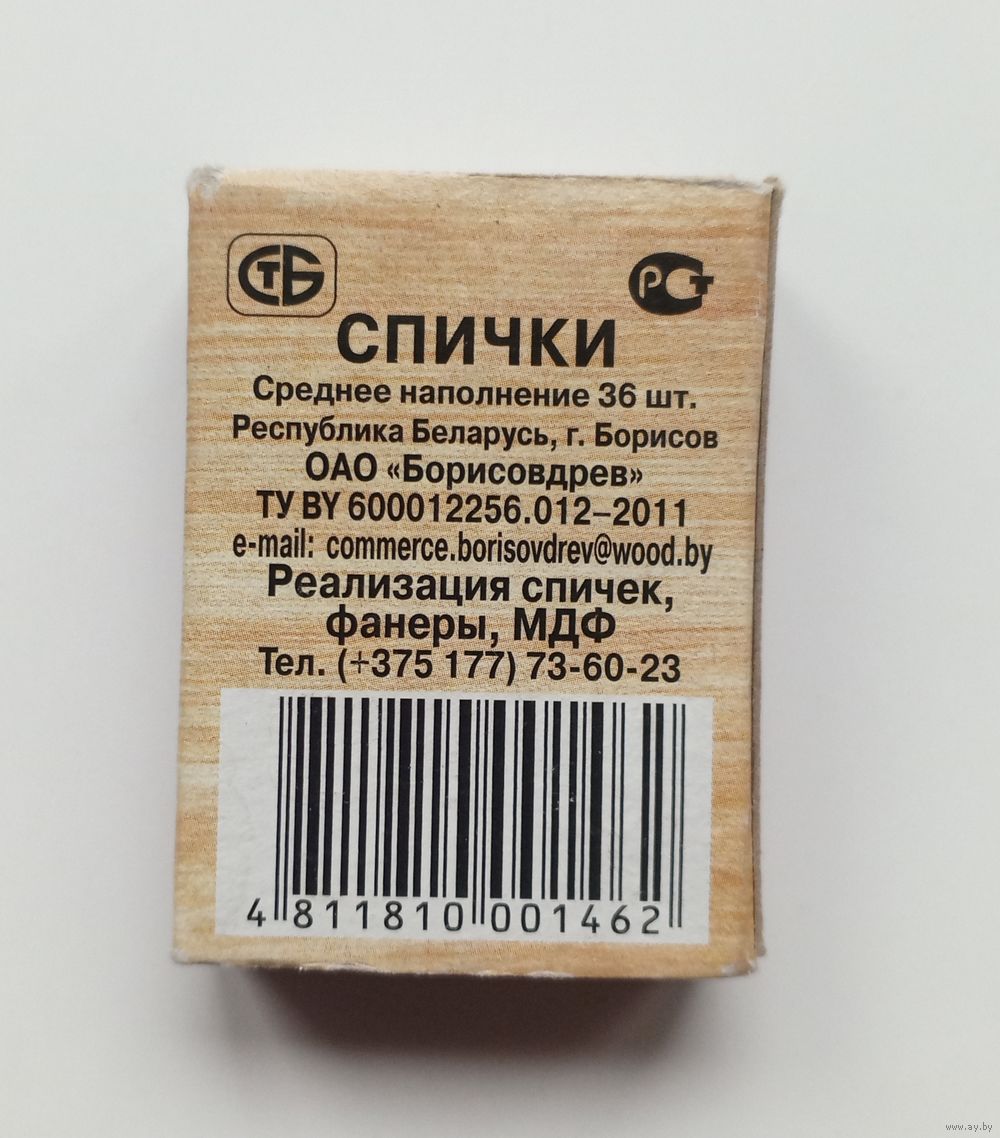 СТБ
РСТ
СПИЧКИ
Среднее наполнение 36 шт.
Республика Беларусь, г. Борисов
ОАО «Борисовдрев»
ТУ BY 600012256.012–2011
e-mail: commerce.borisovdrev@wood.by
Реализация спичек,
фанеры, МДФ
Тел. (+375 177) 73-60-23
4 811810 001462
www.ay.by